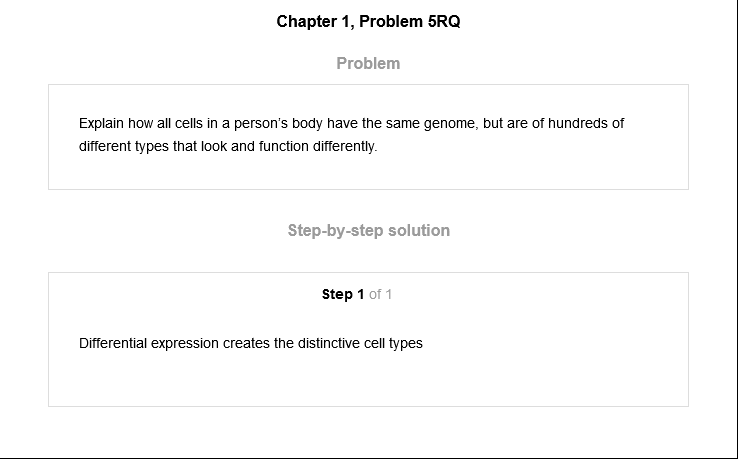 Chapter 1, Problem 5RQ
Problem
Explain how all cells in a person's body have the same genome, but are of hundreds of
different types that look and function differently.
Step-by-step solution
Step 1 of 1
Differential expression creates the distinctive cell types